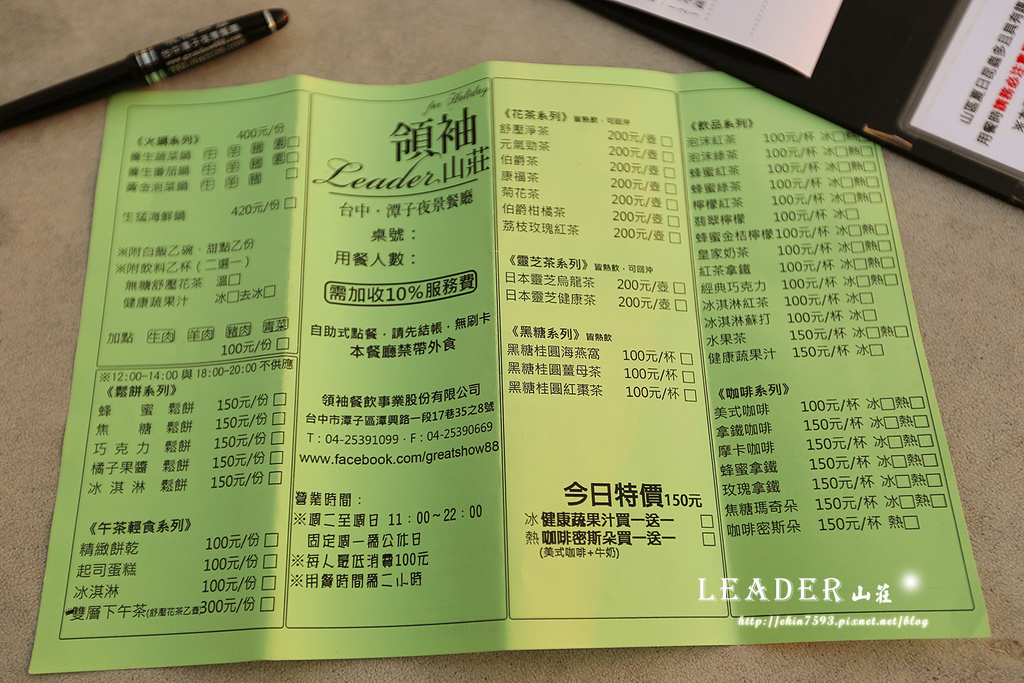 《火鍋系列》 400元/份
養生蔬菜鍋 牛 羊 豬 素□
養生番茄鍋 牛 羊 豬 素□
黃金泡菜鍋 牛 羊 豬 □
生猛海鮮鍋 420元/份□
※附白飯乙碗、甜點乙份
※附飲料乙杯(二選一)
無糖舒壓花茶 溫□
健康蔬果汁 冰□去冰□
加點 牛肉 羊肉 豬肉 青菜
100元/份□
※12:00~14:00 與 18:00~20:00 不供應
《鬆餅系列》
蜂蜜鬆餅 150元/份□
焦糖鬆餅 150元/份□
巧克力鬆餅 150元/份□
橘子果醬鬆餅 150元/份□
冰淇淋鬆餅 150元/份□
《午茶輕食系列》
精緻餅乾 100元/份□
起司蛋糕 100元/份□
冰淇淋 100元/份□
雙層下午茶(舒壓花茶乙壺)300元/份□
for Holiday
領袖
Leader.山莊
台中・潭子夜景餐廳
桌號:
用餐人數:
需加收10%服務費
自助式點餐,請先結帳,無刷卡
本餐廳禁帶外食
領袖餐飲事業股份有限公司
台中市潭子區潭興路一段17巷35之8號
T:04-25391099・F:04-25390669
www.facebook.com/greatshow88
營業時間:
※週二至週日 11:00~22:00
固定週一為公休日
※每人最低消費100元
※用餐時間為二小時
《花茶系列》皆熱飲,可回沖
舒壓淨茶 200元/壺□
元氣勁茶 200元/壺□
伯爵茶 200元/壺□
康福茶 200元/壺□
菊花茶 200元/壺□
伯爵柑橘茶 200元/壺□
荔枝玫瑰紅茶 200元/壺□
《靈芝茶系列》皆熱飲,可回沖
日本靈芝烏龍茶 200元/壺□
日本靈芝健康茶 200元/壺□
《黑糖系列》皆熱飲
黑糖桂圓海燕窩 100元/杯□
黑糖桂圓薑母茶 100元/杯□
黑糖桂圓紅棗茶 100元/杯□
今日特價150元
冰 健康蔬果汁買一送一 □
熱 咖啡密斯朵買一送一 □
(美式咖啡+牛奶)
《飲品系列》
泡沫紅茶 100元/杯 冰□熱□
泡沫綠茶 100元/杯 冰□熱□
蜂蜜紅茶 100元/杯 冰□熱□
蜂蜜綠茶 100元/杯 冰□熱□
檸檬紅茶 100元/杯 冰□熱□
翡翠檸檬 100元/杯 冰□
蜂蜜金桔檸檬100元/杯 冰□熱□
皇家奶茶 100元/杯 冰□熱□
紅茶拿鐵 100元/杯 冰□熱□
經典巧克力 100元/杯 冰□熱□
冰淇淋紅茶 100元/杯 冰□
冰淇淋蘇打 100元/杯 冰□
水果茶 150元/杯 冰□熱□
健康蔬果汁 150元/杯 冰□
《咖啡系列》
美式咖啡 100元/杯 冰□熱□
拿鐵咖啡 150元/杯 冰□熱□
摩卡咖啡 150元/杯 冰□熱□
蜂蜜拿鐵 150元/杯 冰□熱□
玫瑰拿鐵 150元/杯 冰□熱□
焦糖瑪奇朵 150元/杯 冰□熱□
咖啡密斯朵 150元/杯 熱□
山區夏日昆蟲多且具有
用餐時請務必注意
LEADER山莊
http://chin7593.pixnet.net/blog